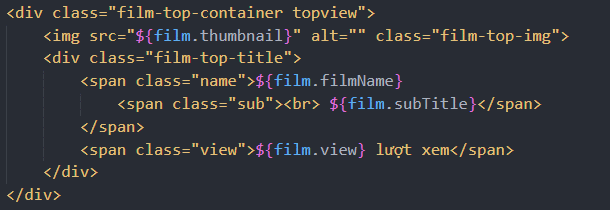 <div class="film-top-container topview">
    <img src="${film.thumbnail}" alt="" class="film-top-img">
    <div class="film-top-title">
        <span class="name">${film.filmName}
            <span class="sub"><br> ${film.subTitle}</span>
        </span>
        <span class="view">${film.view} lượt xem</span>
    </div>
</div>